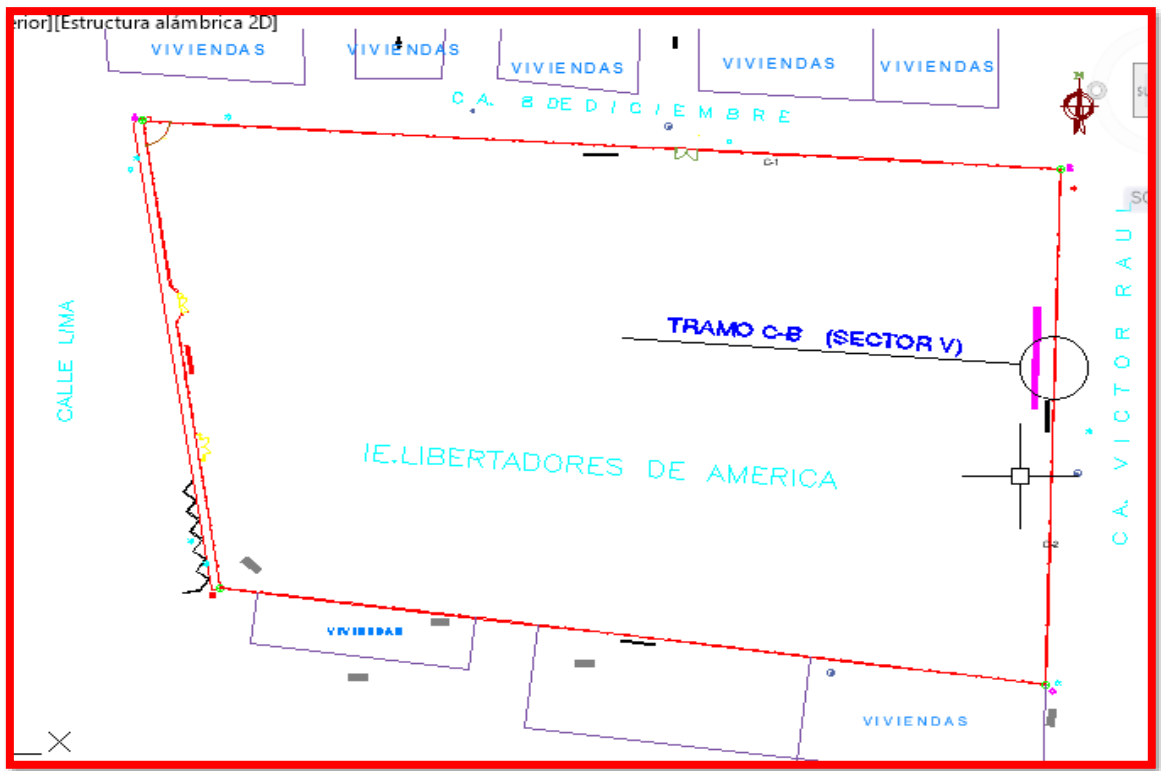 erior][Estructura alámbrica 2D]
VIVIENDAS
VIVIENDAS
VIVIENDAS
VIVIENDAS
VIVIENDAS
CA. 8 DE DICIEMBRE
C-1
CALLE LIMA
TRAMO C-B (SECTOR V)
CA. VICTOR RAUL
IE.LIBERTADORES DE AMERICA
C-2
VIVIENDAS
VIVIENDAS